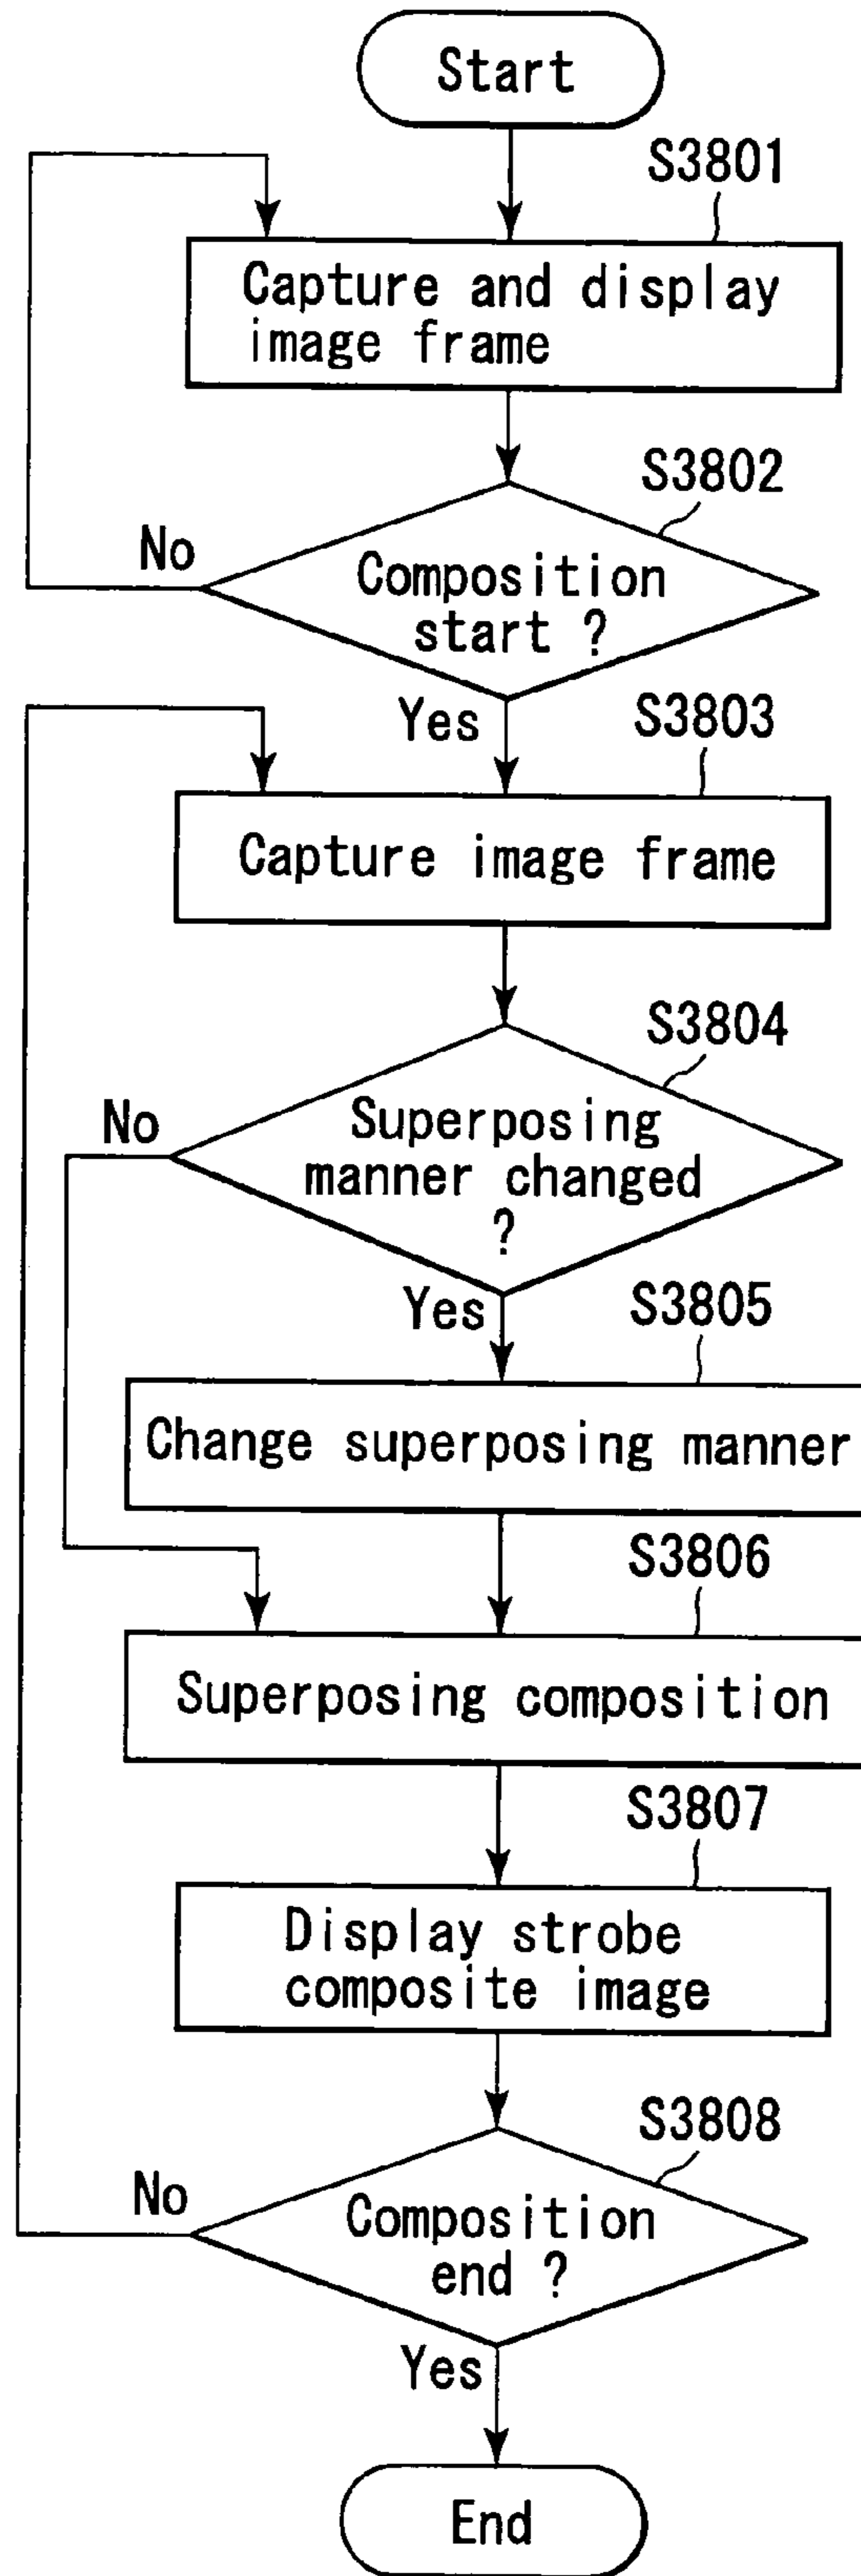 Start
S3801
Capture and display
image frame
S3802
No
Composition
start ?
Yes
S3803
Capture image frame
S3804
No
Superposing
manner changed
?
Yes
S3805
Change superposing manner
S3806
Superposing composition
S3807
Display strobe
composite image
S3808
No
Composition
end ?
Yes
End